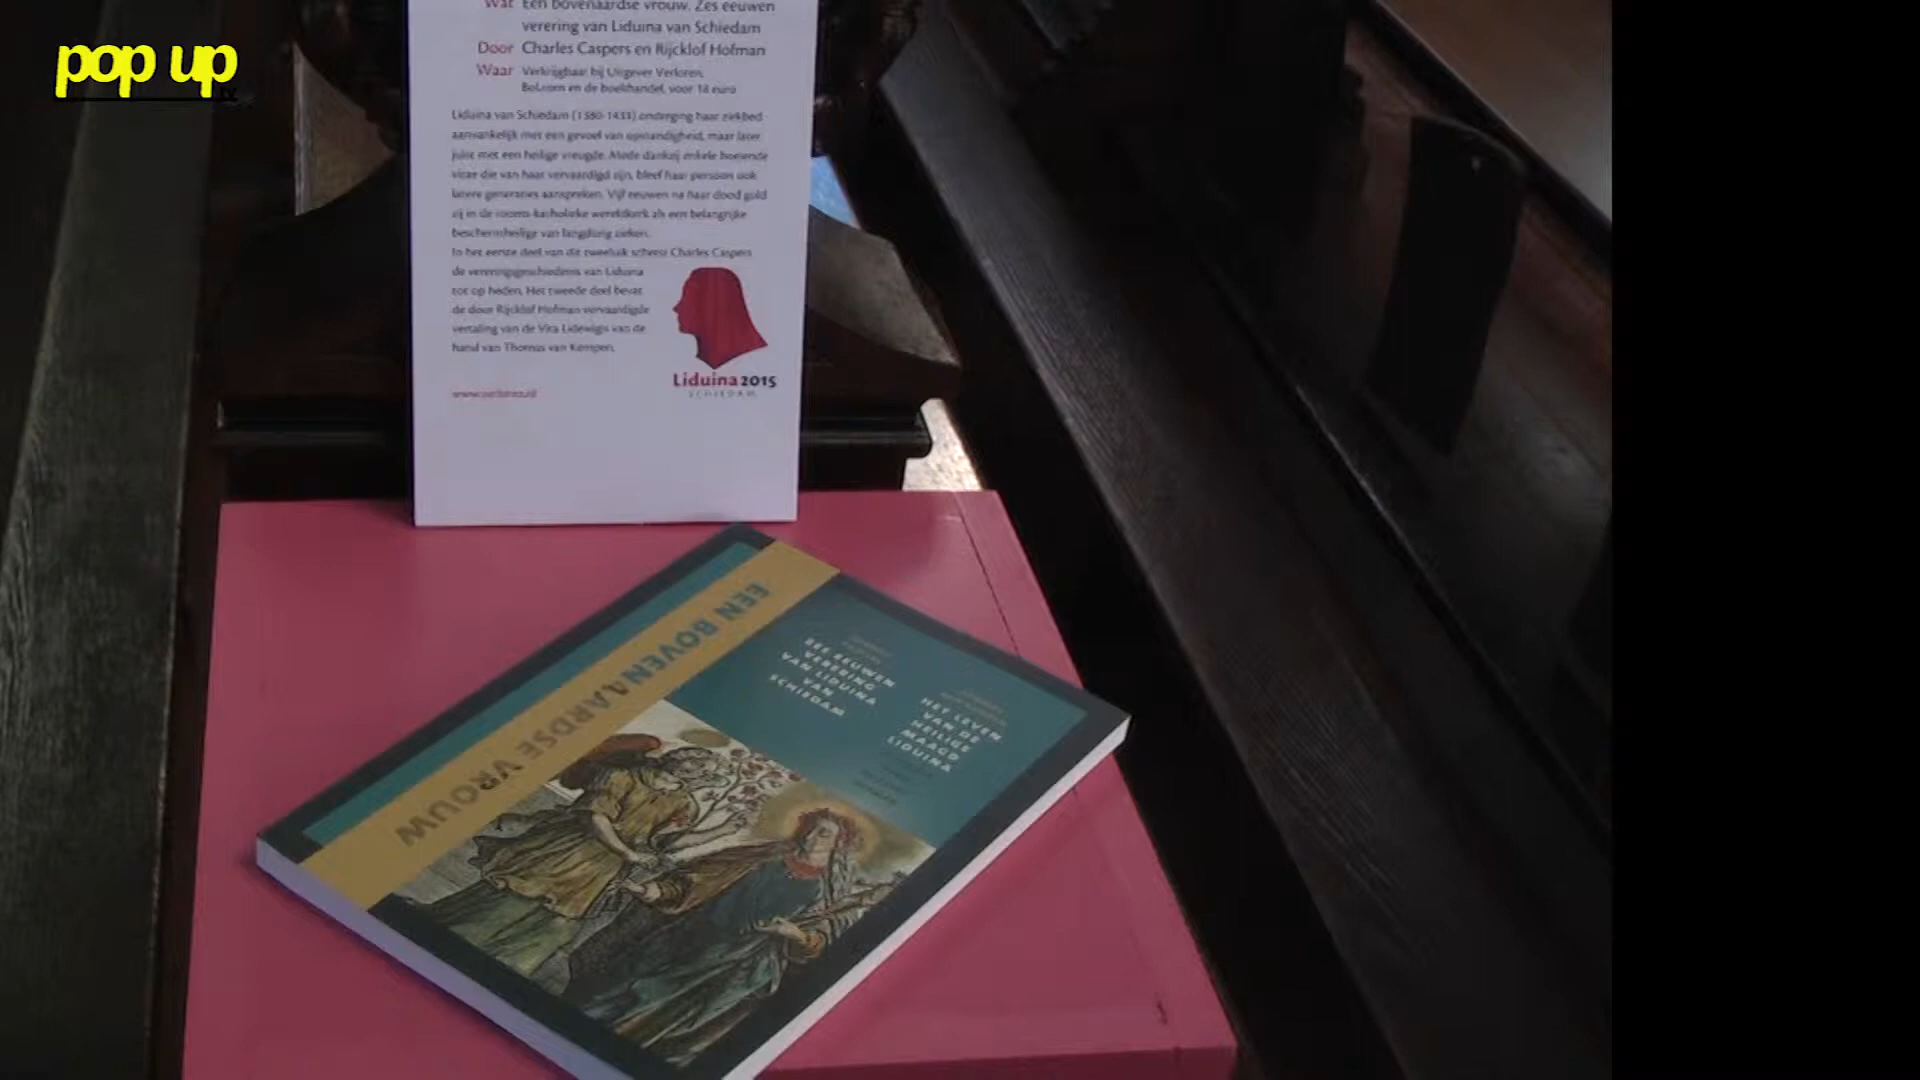 pop up
TV
Wat Een bovenaardse vrouw. Zes eeuwen
verering van Liduina van Schiedam
Door Charles Caspers en Rijcklof Hofman
Waar Verkrijgbaar bij Uitgever Verloren,
Bol.com en de boekhandel, voor 18 euro
Liduina van Schiedam (1380-1433) onderging haar ziekbed
aanvankelijk met een gevoel van opstandigheid, maar later
juist met een heilige vreugde. Mede dankzij enkele boeiende
vitae die van haar vervaardigd zijn, bleef haar persoon ook
latere generaties aanspreken. Vijf eeuwen na haar dood gold
zij in de rooms-katholieke wereldkerk als een belangrijke
beschermheilige van langdurig zieken.
In het eerste deel van dit tweeluik schetst Charles Caspers
de vereringsgeschiedenis van Liduina
tot op heden. Het tweede deel bevat
de door Rijcklof Hofman vervaardigde
vertaling van de Vita Lidewigis van de
hand van Thomas van Kempen.
www.verloren.nl
Liduina 2015
SCHIEDAM
EEN BOVENAARDSE VROUW
ZES EEUWEN
VERERING
VAN LIDUINA
VAN
SCHIEDAM
HET LEVEN
VAN DE
HEILIGE
MAAGD
LIDUINA